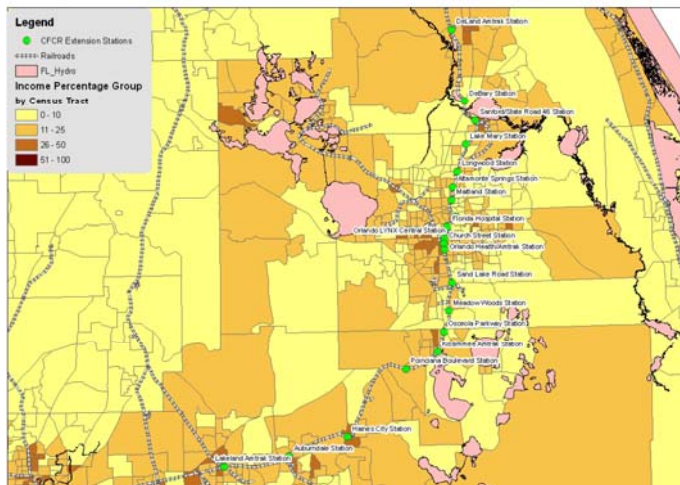 Legend
CFCR Extension Stations
Railroads
FL_Hydro
Income Percentage Group
by Census Tract
0 - 10
11 - 25
26 - 50
51 - 100
DeLand Amtrak Station
DeBary Station
Sanford/State Road 46 Station
Lake Mary Station
Longwood Station
Altamonte Springs Station
Maitland Station
Florida Hospital Station
Orlando LYNX Central Station
Church Street Station
Orlando Health/Amtrak Station
Sand Lake Road Station
Meadow Woods Station
Osceola Parkway Station
Kissimmee Amtrak Station
Poinciana Boulevard Station
Haines City Station
Auburndale Station
Lakeland Amtrak Station